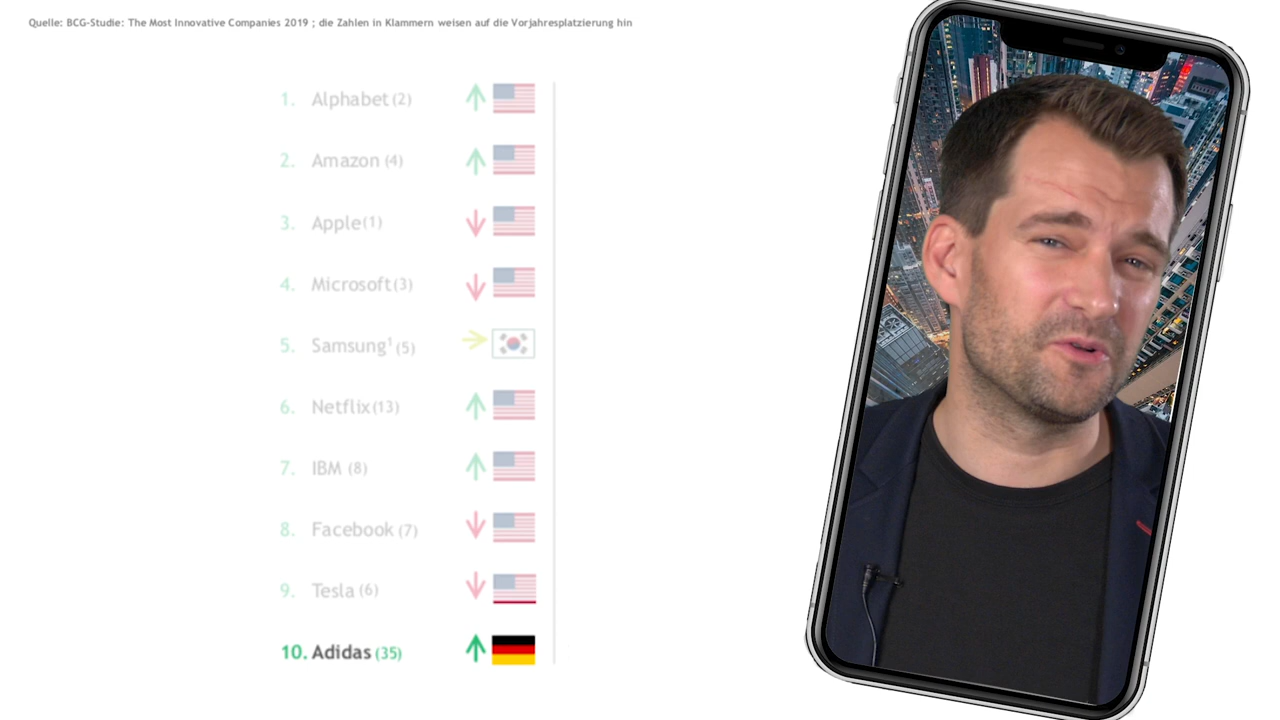 Quelle: BCG-Studie: The Most Innovative Companies 2019 ; die Zahlen in Klammern weisen auf die Vorjahresplatzierung hin
1. Alphabet (2)
2. Amazon (4)
3. Apple (1)
4. Microsoft (3)
5. Samsung¹ (5)
6. Netflix (13)
7. IBM (8)
8. Facebook (7)
9. Tesla (6)
10. Adidas (35)